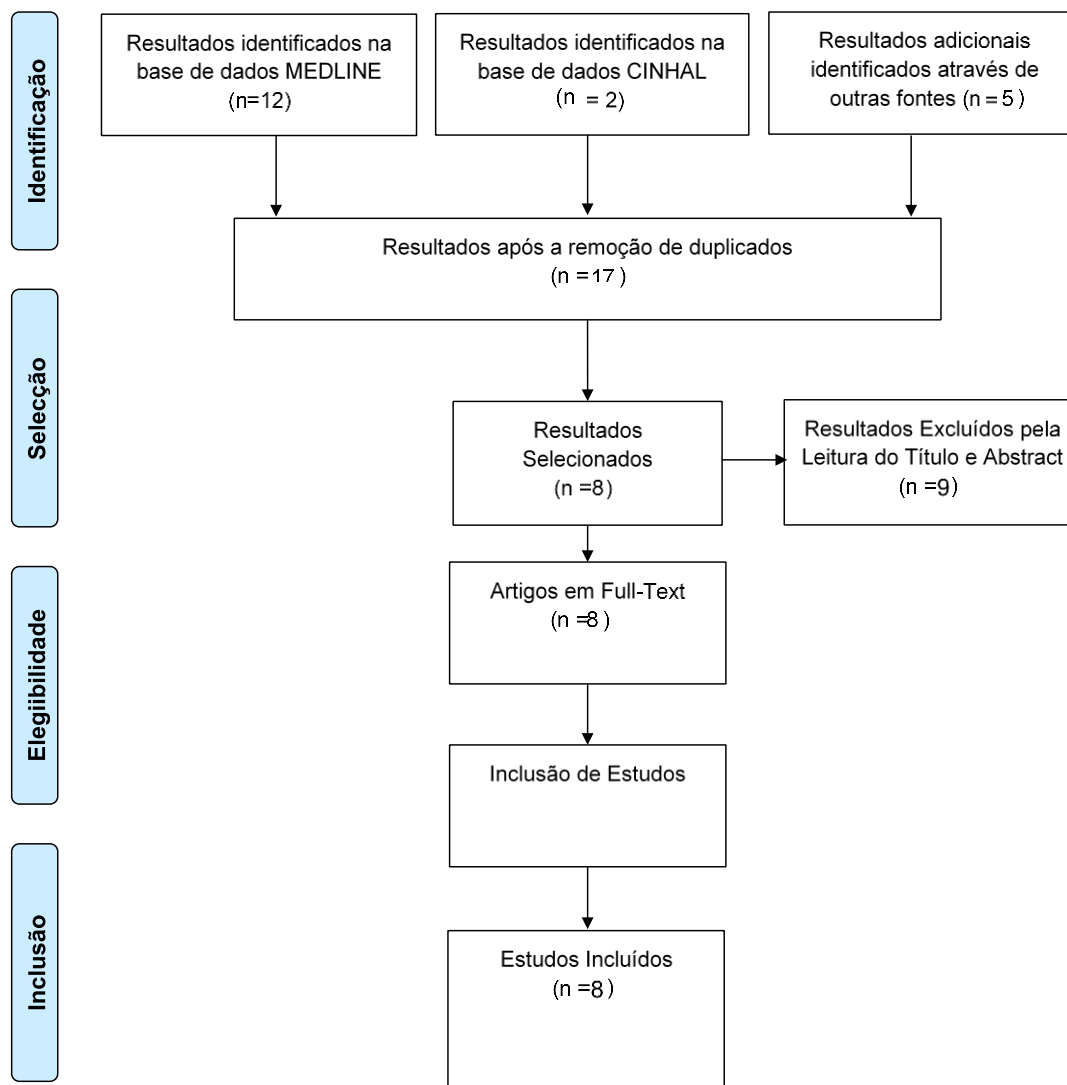 Identificação
Resultados identificados na
base de dados MEDLINE
(n=12)
Resultados identificados na
base de dados CINHAL
(n = 2)
Resultados adicionais
identificados através de
outras fontes (n = 5)
Resultados após a remoção de duplicados
(n =17 )
Selecção
Resultados
Selecionados
(n =8)
Resultados Excluídos pela
Leitura do Título e Abstract
(n =9)
Elegiibilidade
Artigos em Full-Text
(n =8 )
Inclusão de Estudos
Inclusão
Estudos Incluídos
(n =8)